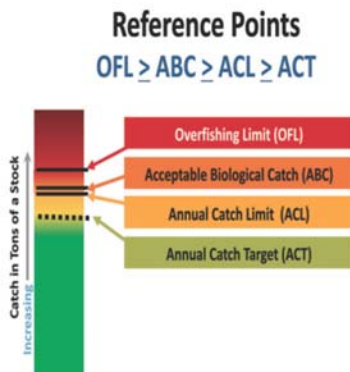 Reference Points
OFL ≥ ABC ≥ ACL ≥ ACT
Overfishing Limit (OFL)
Acceptable Biological Catch (ABC)
Annual Catch Limit (ACL)
Annual Catch Target (ACT)
Catch in Tons of a Stock
Increasing